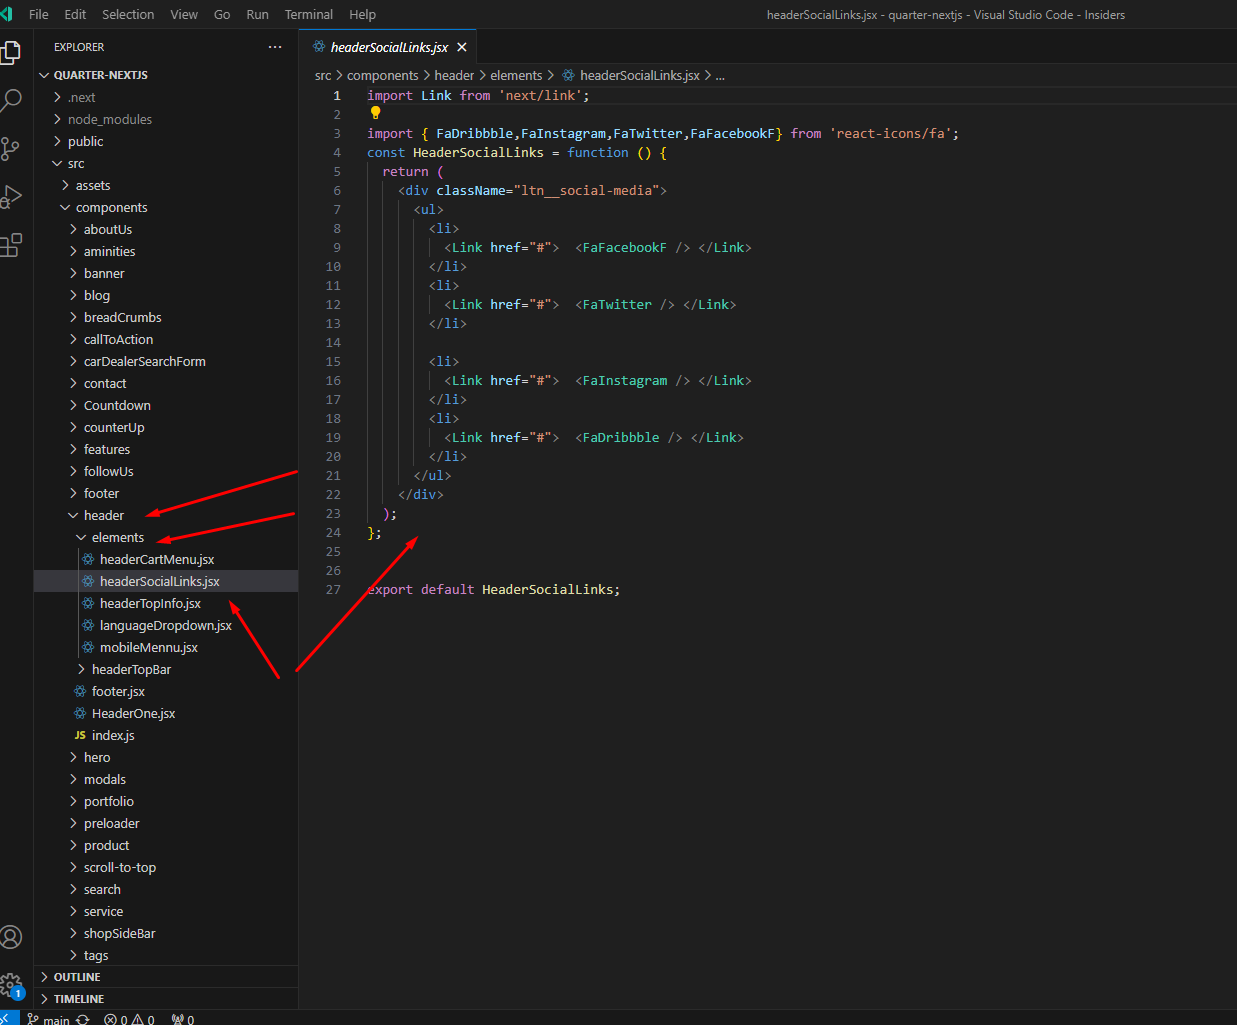 File Edit Selection View Go Run Terminal Help
headerSocialLinks.jsx - quarter-nextjs - Visual Studio Code - Insiders
EXPLORER ...
QUARTER-NEXTJS
.next
node_modules
public
src
assets
components
aboutUs
aminities
banner
blog
breadCrumbs
callToAction
carDealerSearchForm
contact
Countdown
counterUp
features
followUs
footer
header
elements
headerCartMenu.jsx
headerSocialLinks.jsx
headerTopInfo.jsx
languageDropdown.jsx
mobileMennu.jsx
headerTopBar
footer.jsx
HeaderOne.jsx
JS index.js
hero
modals
portfolio
preloader
product
scroll-to-top
search
service
shopSideBar
tags
OUTLINE
TIMELINE
1
main 0 0 0
headerSocialLinks.jsx
src > components > header > elements > headerSocialLinks.jsx > ...
1 import Link from 'next/link';
2
3 import { FaDribbble,FaInstagram,FaTwitter,FaFacebookF} from 'react-icons/fa';
4 const HeaderSocialLinks = function () {
5 return (
6 <div className="ltn__social-media">
7 <ul>
8 <li>
9 <Link href="#">  <FaFacebookF /> </Link>
10 </li>
11 <li>
12 <Link href="#">  <FaTwitter /> </Link>
13 </li>
14
15 <li>
16 <Link href="#">  <FaInstagram /> </Link>
17 </li>
18 <li>
19 <Link href="#">  <FaDribbble /> </Link>
20 </li>
21 </ul>
22 </div>
23 );
24 };
25
26
27 export default HeaderSocialLinks;